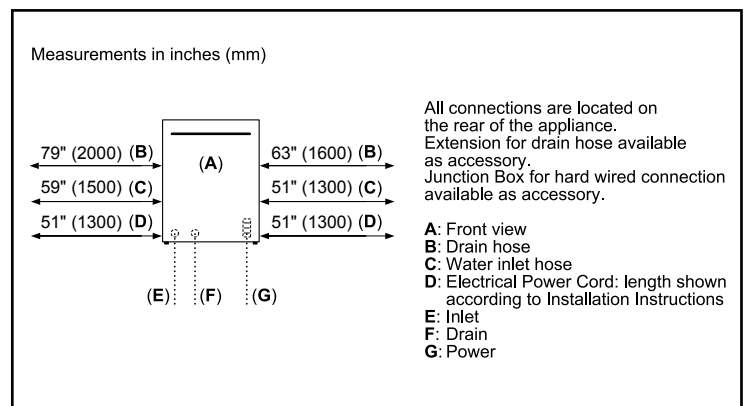 Measurements in inches (mm)
79" (2000) (B)
63" (1600) (B)
(A)
59" (1500) (C)
51" (1300) (C)
51" (1300) (D)
51" (1300) (D)
(E)
(F)
(G)
All connections are located on
the rear of the appliance.
Extension for drain hose available
as accessory.
Junction Box for hard wired connection
available as accessory.
A: Front view
B: Drain hose
C: Water inlet hose
D: Electrical Power Cord: length shown
according to Installation Instructions
E: Inlet
F: Drain
G: Power